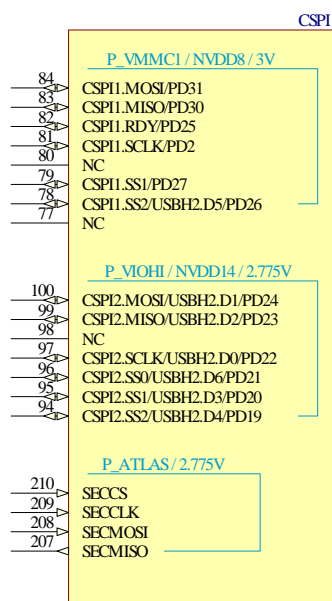 CSPI
P_VMMC1 / NVDD8 / 3V
84 CSPI1.MOSI/PD31
83 CSPI1.MISO/PD30
82 CSPI1.RDY/PD25
81 CSPI1.SCLK/PD2
80 NC
79 CSPI1.SS1/PD27
78 CSPI1.SS2/USBH2.D5/PD26
77 NC
P_VIOHI / NVDD14 / 2.775V
100 CSPI2.MOSI/USBH2.D1/PD24
99 CSPI2.MISO/USBH2.D2/PD23
98 NC
97 CSPI2.SCLK/USBH2.D0/PD22
96 CSPI2.SS0/USBH2.D6/PD21
95 CSPI2.SS1/USBH2.D3/PD20
94 CSPI2.SS2/USBH2.D4/PD19
P_ATLAS / 2.775V
210 SECCS
209 SECCLK
208 SECMOSI
207 SECMISO